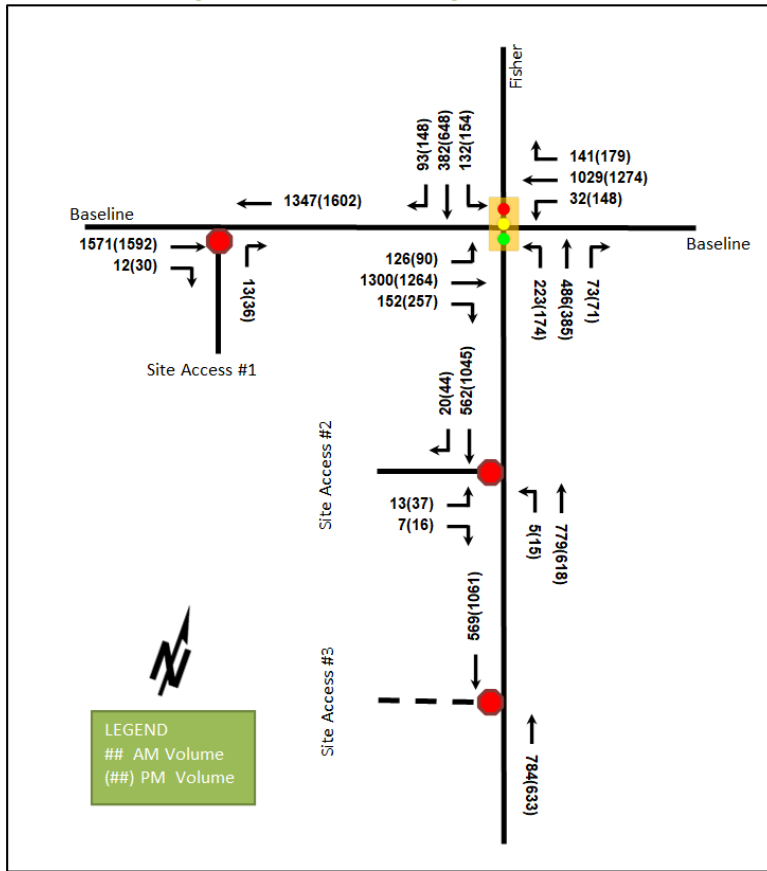 Fisher
93(148)
382(648)
132(154)
141(179)
1029(1274)
32(148)
1347(1602)
Baseline
Baseline
1571(1592)
12(30)
13(36)
126(90)
1300(1264)
152(257)
223(174)
486(385)
73(71)
Site Access #1
20(44)
562(1045)
Site Access #2
13(37)
7(16)
5(15)
779(618)
569(1061)
Site Access #3
784(633)
N
LEGEND
## AM Volume
(##) PM Volume